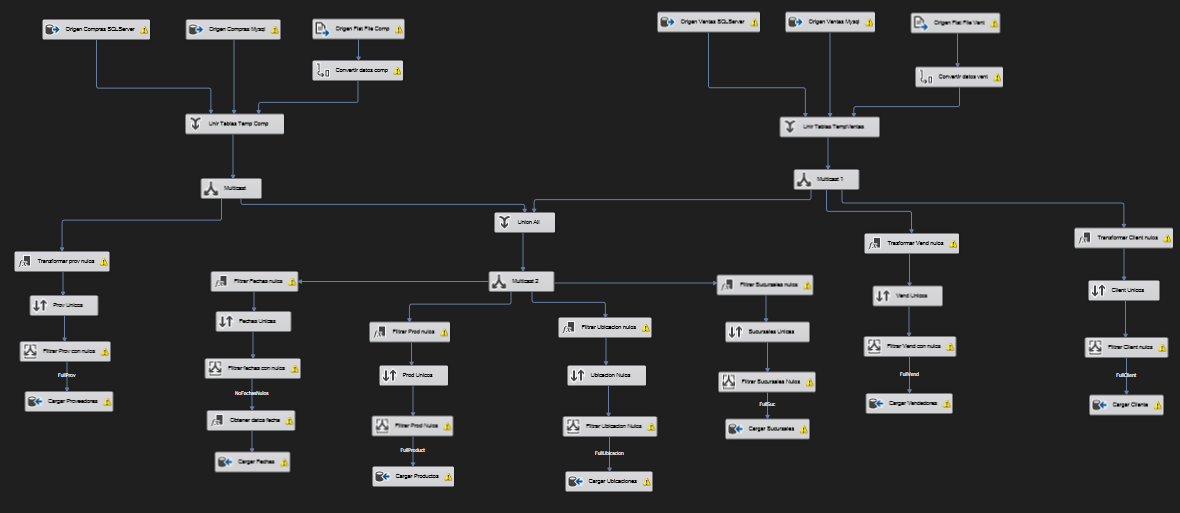 Origen Compras SQLServer
Origen Compras Mysql
Origen Flat File Comp
Convertir datos comp
Unir Tablas Temp Comp
Multicast
Origen Ventas SQLServer
Origen Ventas Mysql
Origen Flat File Vent
Convertir datos vent
Unir Tablas TempVentas
Multicast 1
Union All
Multicast 2
Transformar prov nulos
Prov Unicos
Filtrar Prov con nulos
FullProv
Cargar Proveedores
Filtrar Fechas nulos
Fechas Unicas
Filtrar fechas con nulos
NoFechasNulos
Obtener datos fecha
Cargar Fechas
Filtrar Prod nulos
Prod Unicos
Filtrar Prod Nulos
FullProduct
Cargar Productos
Filtrar Ubicacion nulos
Ubicacion Nulos
Filtrar Ubicacion Nulos
FullUbicacion
Cargar Ubicaciones
Filtrar Sucursales nulos
Sucursales Unicas
Filtrar Sucursales Nulos
FullSuc
Cargar Sucursales
Trasformar Vend nulos
Vend Unicos
Filtrar Vend con nulos
FullVend
Cargar Vendedores
Transformar Client nulos
Client Unicos
Filtrar Client nulos
FullClient
Cargar Cliente